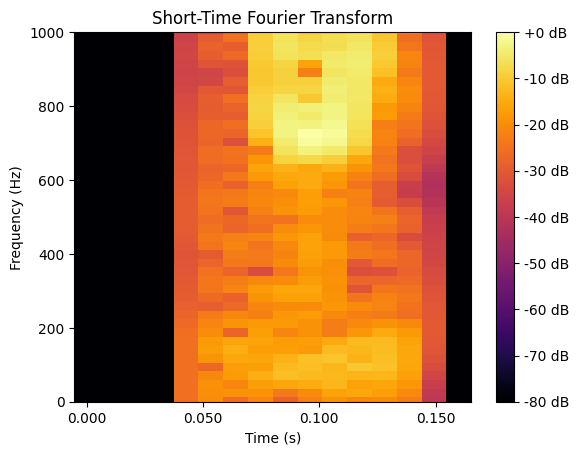 Short-Time Fourier Transform
Frequency (Hz)
1000
800
600
400
200
0
0.000
0.050
0.100
0.150
Time (s)
+0 dB
-10 dB
-20 dB
-30 dB
-40 dB
-50 dB
-60 dB
-70 dB
-80 dB